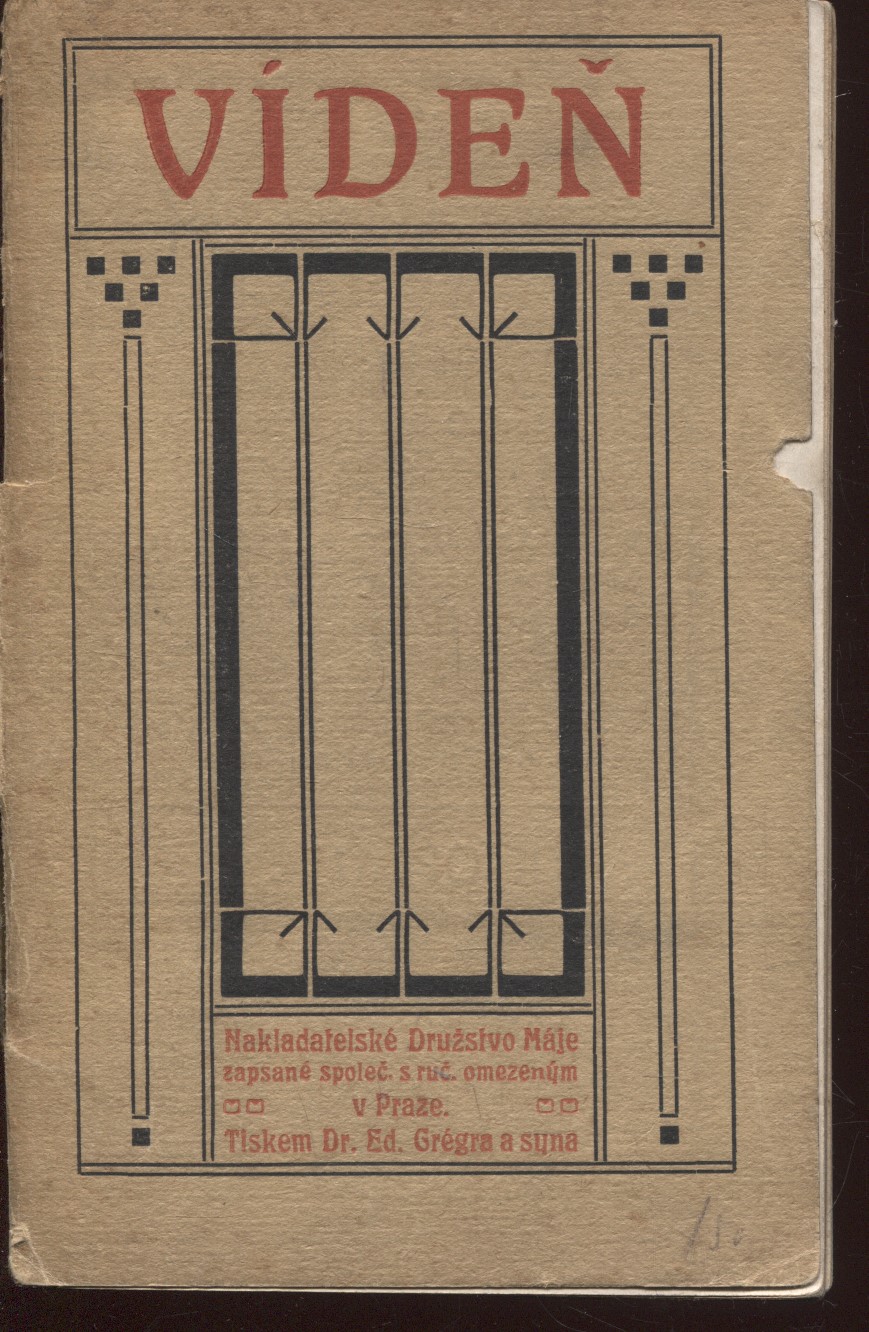 VÍDEŇ
Nakladatelské Družstvo Máje
zapsané společ. s ruč. omezeným
v Praze.
Tiskem Dr. Ed. Grégra a syna